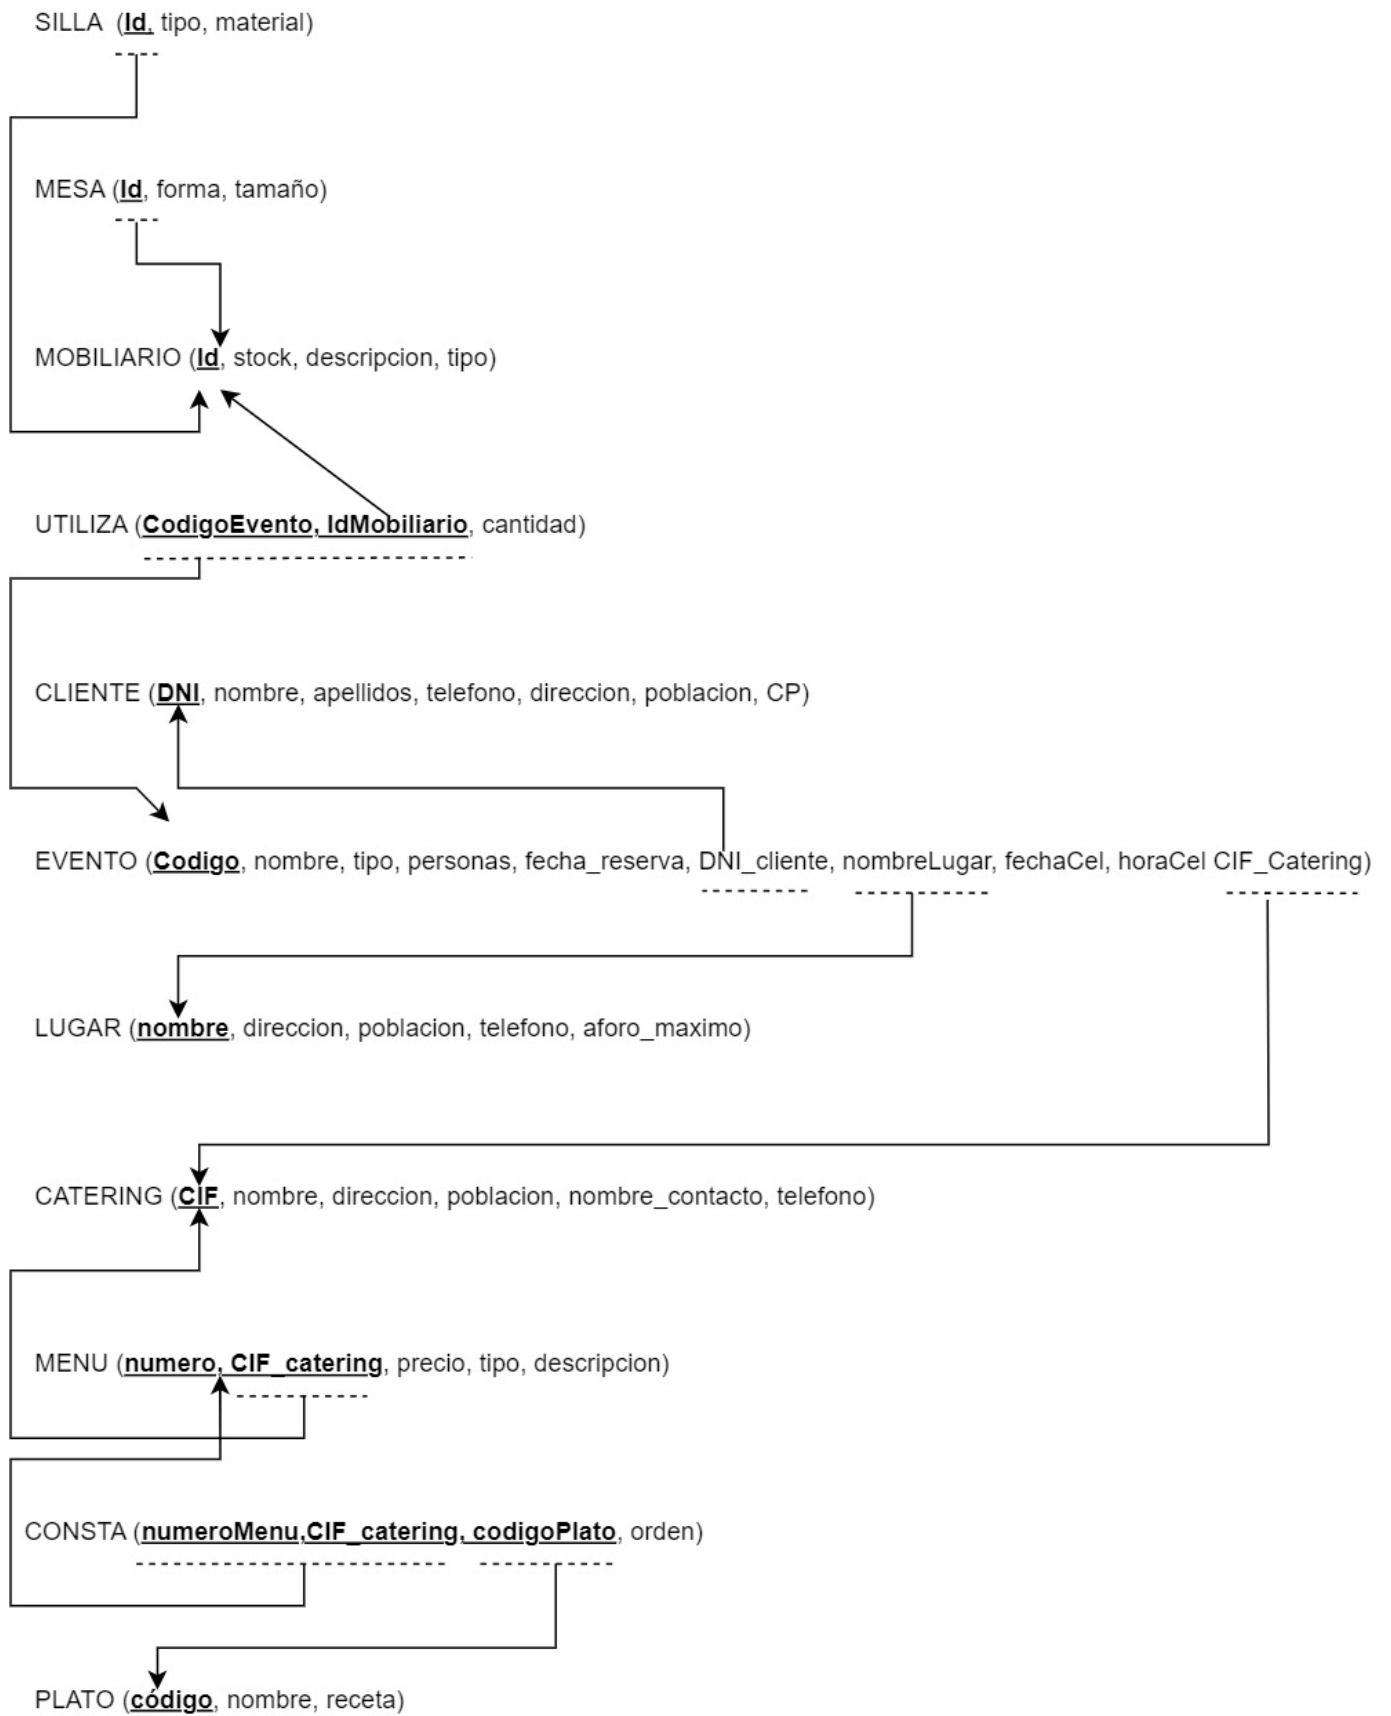 SILLA (Id, tipo, material)
MESA (Id, forma, tamaño)
MOBILIARIO (Id, stock, descripcion, tipo)
UTILIZA (CodigoEvento, IdMobiliario, cantidad)
CLIENTE (DNI, nombre, apellidos, telefono, direccion, poblacion, CP)
EVENTO (Codigo, nombre, tipo, personas, fecha_reserva, DNI_cliente, nombreLugar, fechaCel, horaCel CIF_Catering)
LUGAR (nombre, direccion, poblacion, telefono, aforo_maximo)
CATERING (CIF, nombre, direccion, poblacion, nombre_contacto, telefono)
MENU (numero, CIF_catering, precio, tipo, descripcion)
CONSTA (numeroMenu,CIF_catering, codigoPlato, orden)
PLATO (código, nombre, receta)